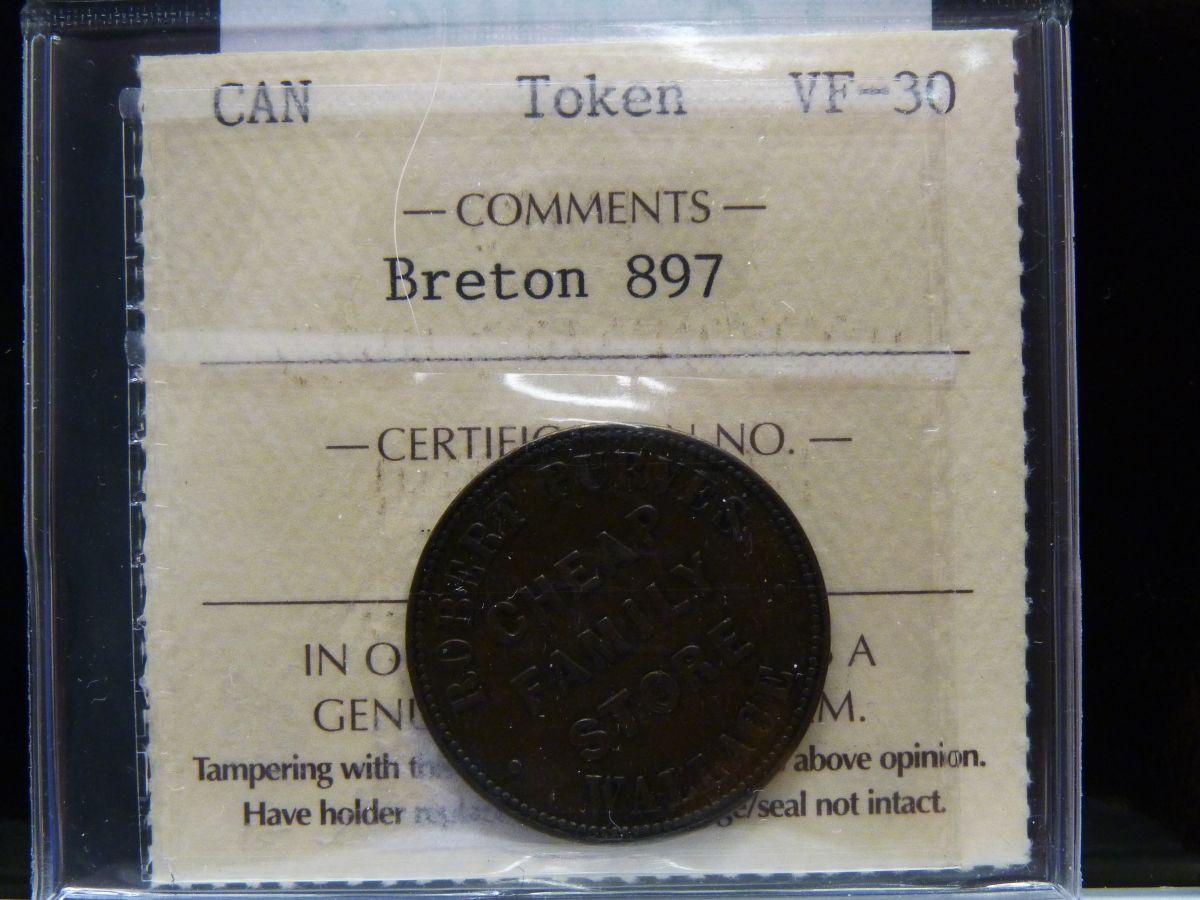 CAN Token VF-30
— COMMENTS —
Breton 897
— CERTIFIC N NO. —
ROBERT PURVES
CHEAP
FAMILY
STORE
WALLACE
IN O A
GENU M.
Tampering with above opinion.
Have holder ge/seal not intact.